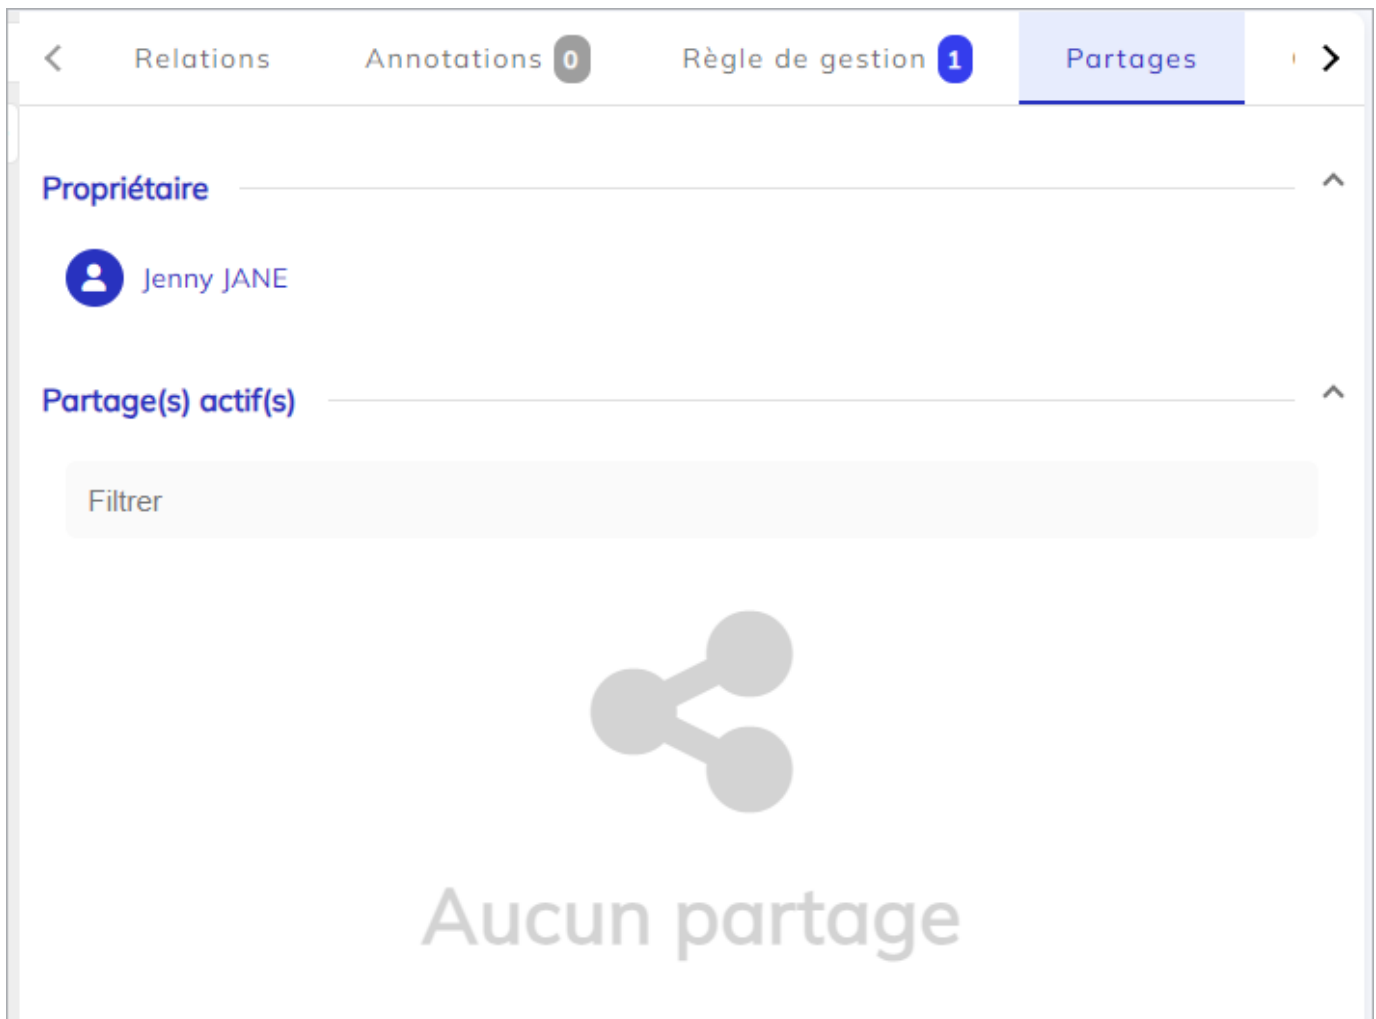 Relations Annotations 0 Règle de gestion 1 Partages
Propriétaire
Jenny JANE
Partage(s) actif(s)
Filtrer
Aucun partage